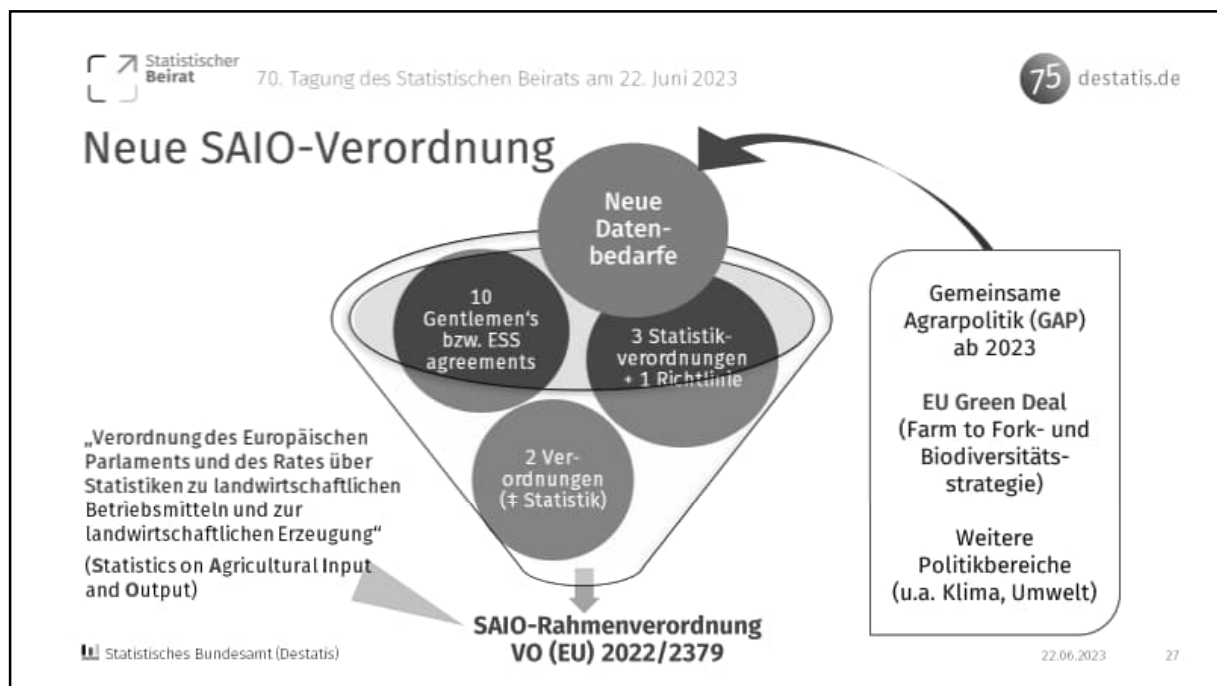 Statistischer
Beirat
70. Tagung des Statistischen Beirats am 22. Juni 2023
75
destatis.de
Neue SAIO-Verordnung
Neue
Daten-
bedarfe
10
Gentlemen‘s
bzw. ESS
agreements
3 Statistik-
verordnungen
+ 1 Richtlinie
2 Ver-
ordnungen
(‡ Statistik)
Gemeinsame
Agrarpolitik (GAP)
ab 2023
EU Green Deal
(Farm to Fork- und
Biodiversitäts-
strategie)
Weitere
Politikbereiche
(u.a. Klima, Umwelt)
„Verordnung des Europäischen
Parlaments und des Rates über
Statistiken zu landwirtschaftlichen
Betriebsmitteln und zur
landwirtschaftlichen Erzeugung“
(Statistics on Agricultural Input
and Output)
SAIO-Rahmenverordnung
VO (EU) 2022/2379
Statistisches Bundesamt (Destatis)
22.06.2023
27